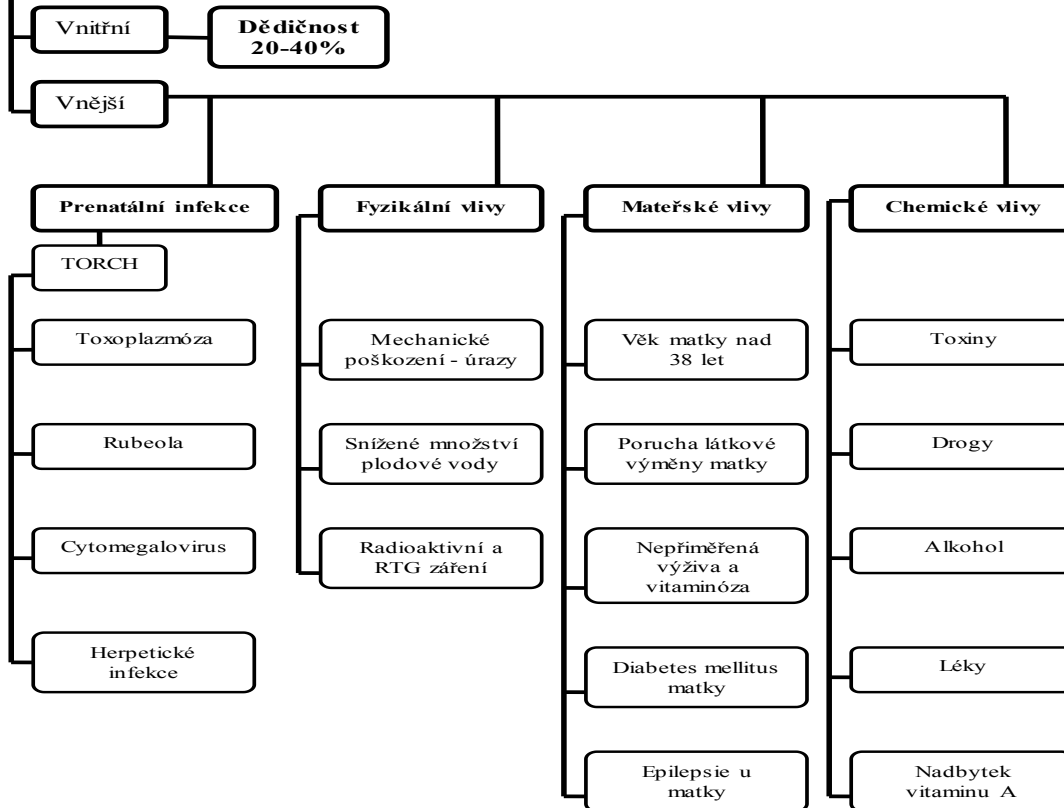 Vnitřní
Dědičnost
20-40%
Vnější
Prenatální infekce
Fyzikální vlivy
Mateřské vlivy
Chemické vlivy
TORCH
Toxoplazmóza
Rubeola
Cytomegalovirus
Herpetické
infekce
Mechanické
poškození - úrazy
Snížené množství
plodové vody
Radioaktivní a
RTG záření
Věk matky nad
38 let
Porucha látkové
výměny matky
Nepřiměřená
výživa a
vitaminóza
Diabetes mellitus
matky
Epilepsie u
matky
Toxiny
Drogy
Alkohol
Léky
Nadbytek
vitaminu A